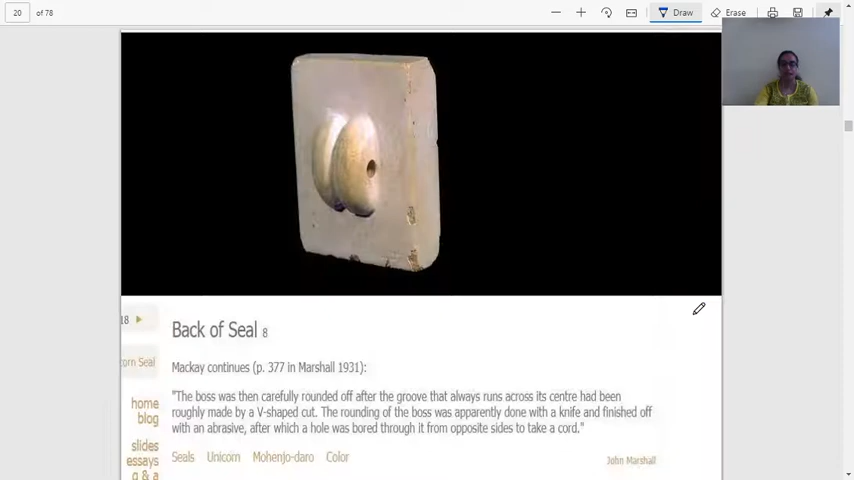 20 of 78
Draw
Erase
18
Back of Seal 8
orn Seal
Mackay continues (p. 377 in Marshall 1931):
"The boss was then carefully rounded off after the groove that always runs across its centre had been
roughly made by a V-shaped cut. The rounding of the boss was apparently done with a knife and finished off
with an abrasive, after which a hole was bored through it from opposite sides to take a cord."
home
blog
slides
essays
q & a
Seals Unicorn Mohenjo-daro Color
John Marshall